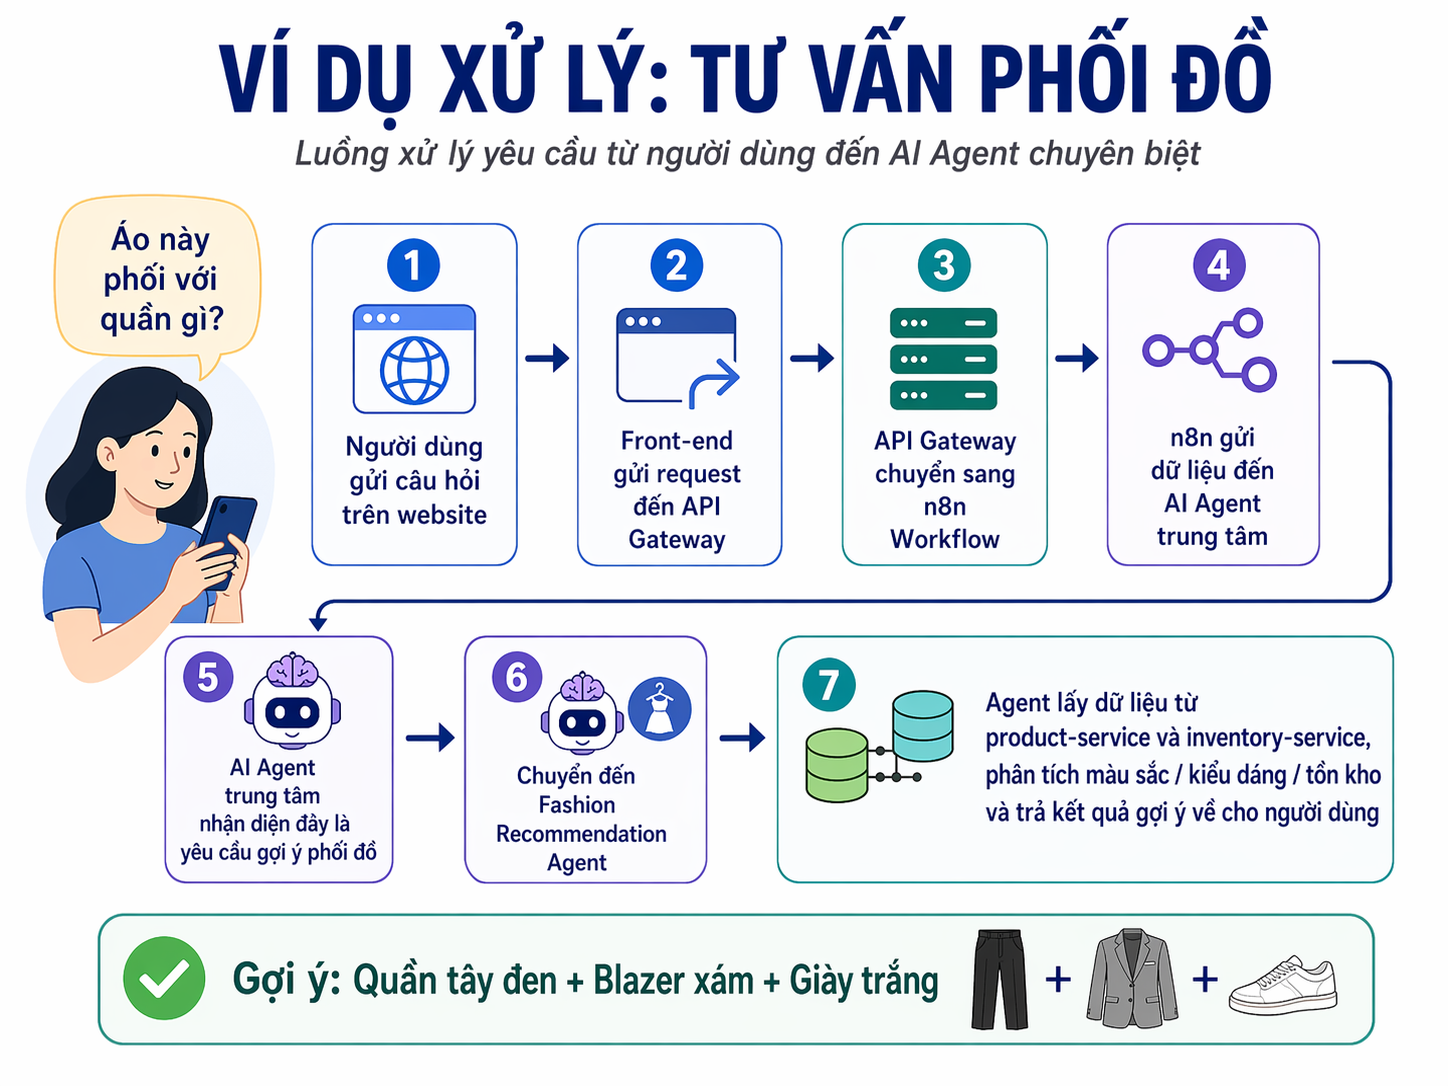 VÍ DỤ XỬ LÝ: TƯ VẤN PHỐI ĐỒ
Luồng xử lý yêu cầu từ người dùng đến AI Agent chuyên biệt
Áo này
phối với
quần gì?
1
Người dùng
gửi câu hỏi
trên website
2
Front-end
gửi request
đến API
Gateway
3
API Gateway
chuyển sang
n8n
Workflow
4
n8n gửi
dữ liệu đến
AI Agent
trung tâm
5
AI Agent
trung tâm
nhận diện đây là
yêu cầu gợi ý phối đồ
6
Chuyển đến
Fashion
Recommendation
Agent
7
Agent lấy dữ liệu từ
product-service và inventory-service,
phân tích màu sắc / kiểu dáng / tồn kho
và trả kết quả gợi ý về cho người dùng
Gợi ý: Quần tây đen + Blazer xám + Giày trắng
+
+